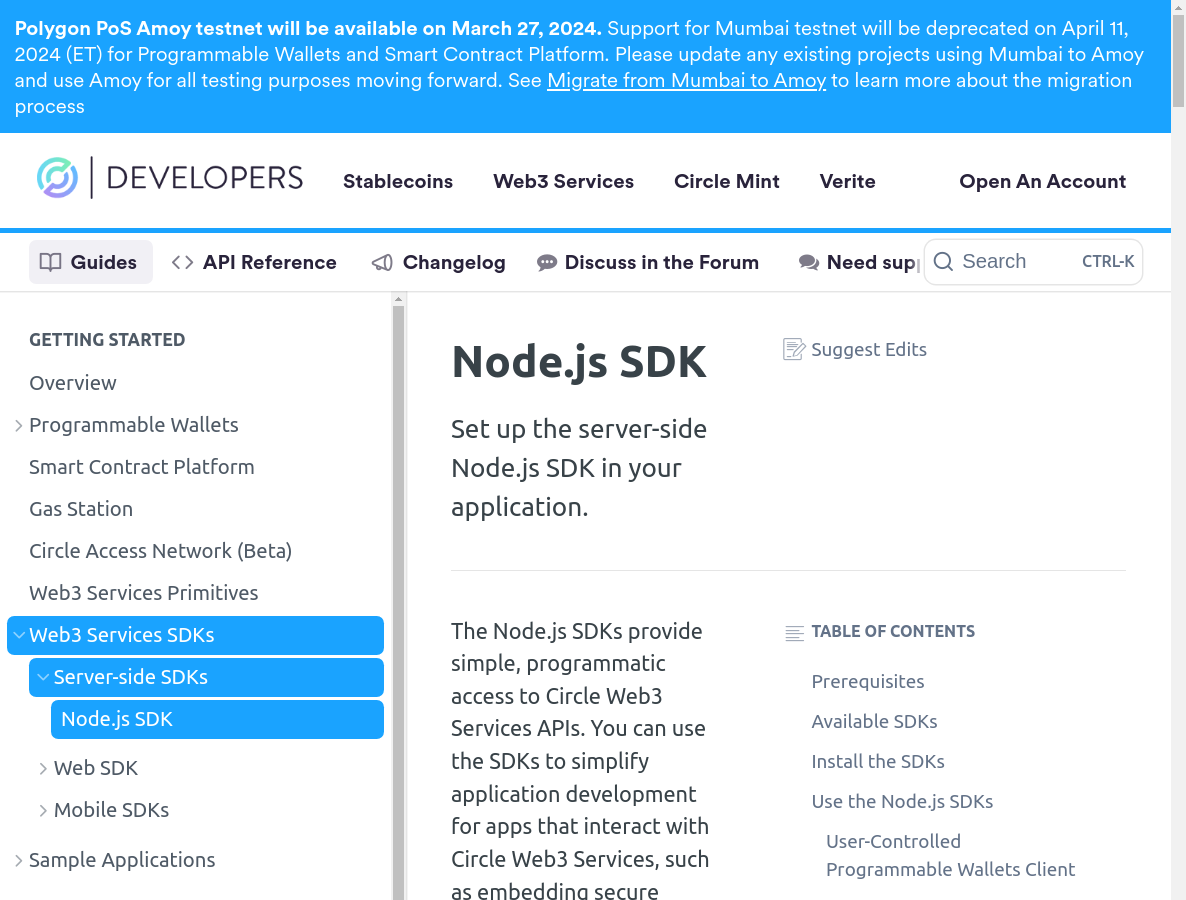 Polygon PoS Amoy testnet will be available on March 27, 2024. Support for Mumbai testnet will be deprecated on April 11,
2024 (ET) for Programmable Wallets and Smart Contract Platform. Please update any existing projects using Mumbai to Amoy
and use Amoy for all testing purposes moving forward. See Migrate from Mumbai to Amoy to learn more about the migration
process
DEVELOPERS Stablecoins Web3 Services Circle Mint Verite Open An Account
Guides API Reference Changelog Discuss in the Forum Need sup Search CTRL-K
GETTING STARTED
Overview
Programmable Wallets
Smart Contract Platform
Gas Station
Circle Access Network (Beta)
Web3 Services Primitives
Web3 Services SDKs
Server-side SDKs
Node.js SDK
Web SDK
Mobile SDKs
Sample Applications
Node.js SDK
Suggest Edits
Set up the server-side
Node.js SDK in your
application.
The Node.js SDKs provide
simple, programmatic
access to Circle Web3
Services APIs. You can use
the SDKs to simplify
application development
for apps that interact with
Circle Web3 Services, such
as embedding secure
TABLE OF CONTENTS
Prerequisites
Available SDKs
Install the SDKs
Use the Node.js SDKs
User-Controlled
Programmable Wallets Client